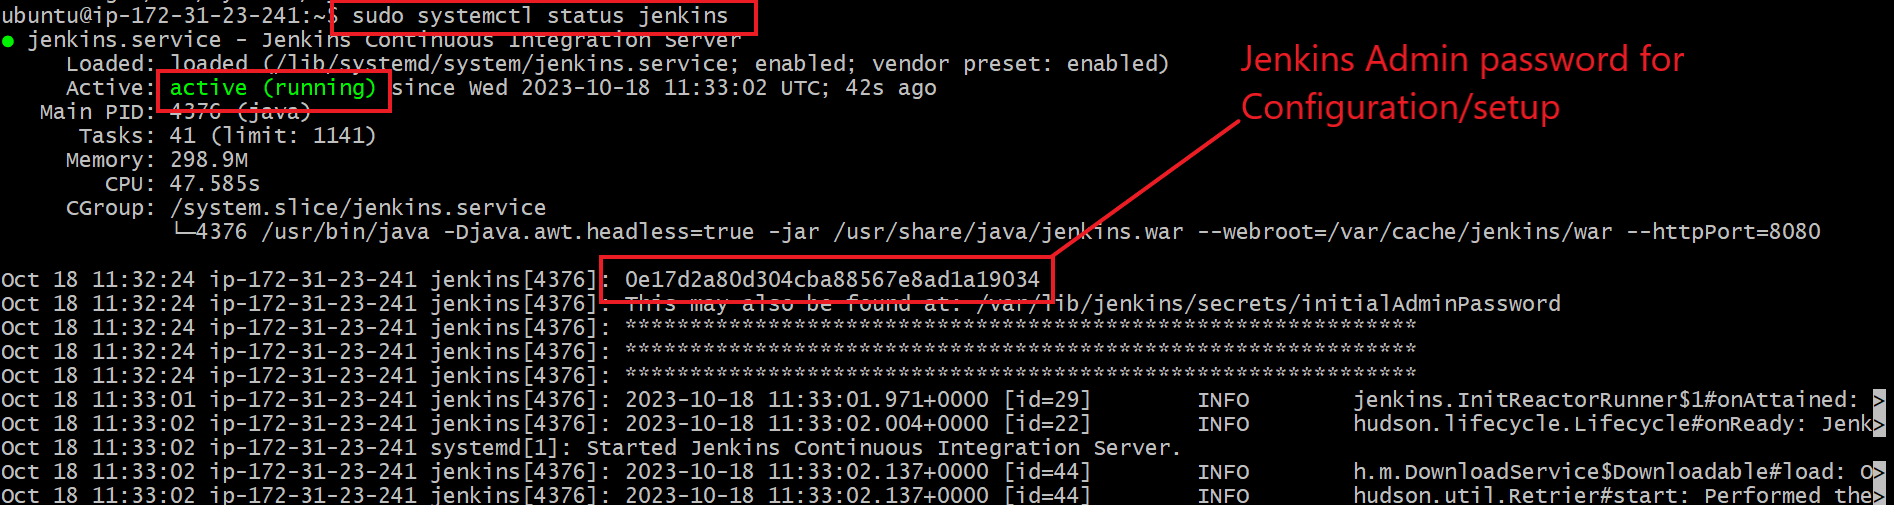 ubuntu@ip-172-31-23-241:~$ sudo systemctl status jenkins
● jenkins.service - Jenkins Continuous Integration Server
Loaded: loaded (/lib/systemd/system/jenkins.service; enabled; vendor preset: enabled)
Active: active (running) since Wed 2023-10-18 11:33:02 UTC; 42s ago
Main PID: 4376 (java)
Tasks: 41 (limit: 1141)
Memory: 298.9M
CPU: 47.585s
CGroup: /system.slice/jenkins.service
└─4376 /usr/bin/java -Djava.awt.headless=true -jar /usr/share/java/jenkins.war --webroot=/var/cache/jenkins/war --httpPort=8080
Jenkins Admin password for
Configuration/setup
Oct 18 11:32:24 ip-172-31-23-241 jenkins[4376]: 0e17d2a80d304cba88567e8ad1a19034
Oct 18 11:32:24 ip-172-31-23-241 jenkins[4376]: This may also be found at: /var/lib/jenkins/secrets/initialAdminPassword
Oct 18 11:32:24 ip-172-31-23-241 jenkins[4376]: *************************************************************
Oct 18 11:32:24 ip-172-31-23-241 jenkins[4376]: *************************************************************
Oct 18 11:32:24 ip-172-31-23-241 jenkins[4376]: *************************************************************
Oct 18 11:33:01 ip-172-31-23-241 jenkins[4376]: 2023-10-18 11:33:01.971+0000 [id=29]        INFO        jenkins.InitReactorRunner$1#onAttained: >
Oct 18 11:33:02 ip-172-31-23-241 jenkins[4376]: 2023-10-18 11:33:02.004+0000 [id=22]        INFO        hudson.lifecycle.Lifecycle#onReady: Jenk>
Oct 18 11:33:02 ip-172-31-23-241 systemd[1]: Started Jenkins Continuous Integration Server.
Oct 18 11:33:02 ip-172-31-23-241 jenkins[4376]: 2023-10-18 11:33:02.137+0000 [id=44]        INFO        h.m.DownloadService$Downloadable#load: O>
Oct 18 11:33:02 ip-172-31-23-241 jenkins[4376]: 2023-10-18 11:33:02.137+0000 [id=44]        INFO        hudson.util.Retrier#start: Performed the>